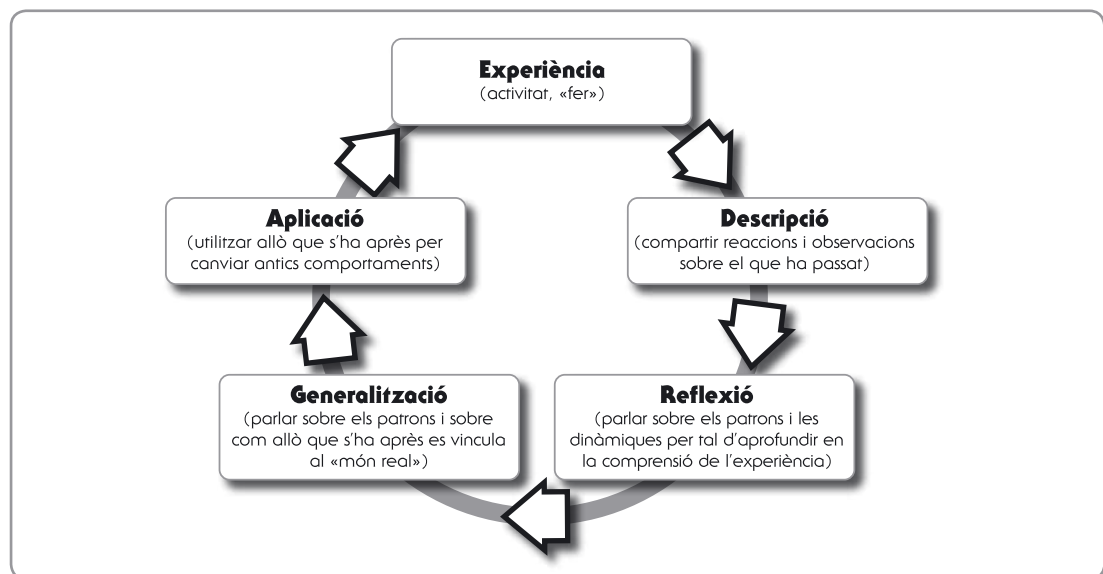 Experiència
(activitat, «fer»)
Aplicació
(utilitzar allò que s'ha après per
canviar antics comportaments)
Descripció
(compartir reaccions i observacions
sobre el que ha passat)
Generalització
(parlar sobre els patrons i sobre
com allò que s'ha après es vincula
al «món real»)
Reflexió
(parlar sobre els patrons i les
dinàmiques per tal d'aprofundir en
la comprensió de l'experiència)